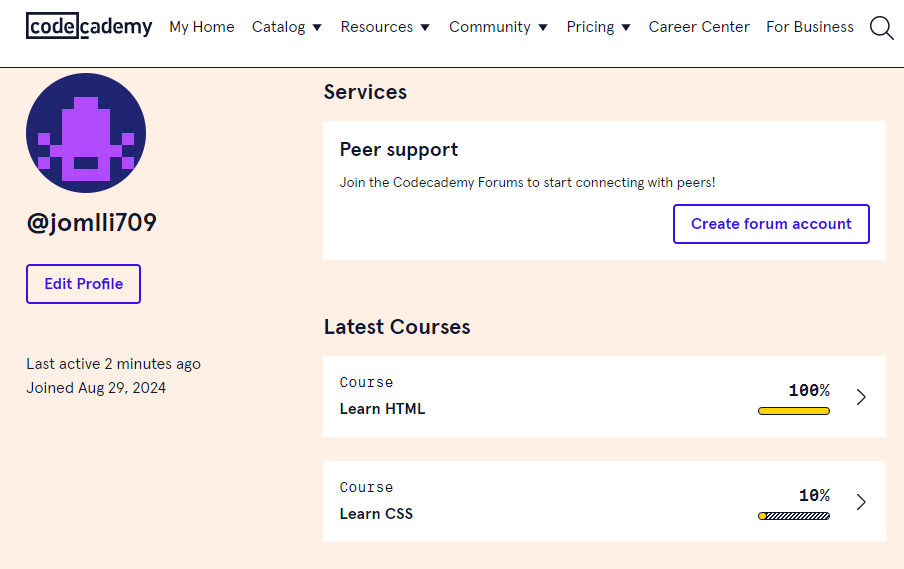 codecademy My Home Catalog Resources Community Pricing Career Center For Business
@jomlli709
Edit Profile
Last active 2 minutes ago
Joined Aug 29, 2024
Services
Peer support
Join the Codecademy Forums to start connecting with peers!
Create forum account
Latest Courses
Course
Learn HTML
100%
Course
Learn CSS
10%